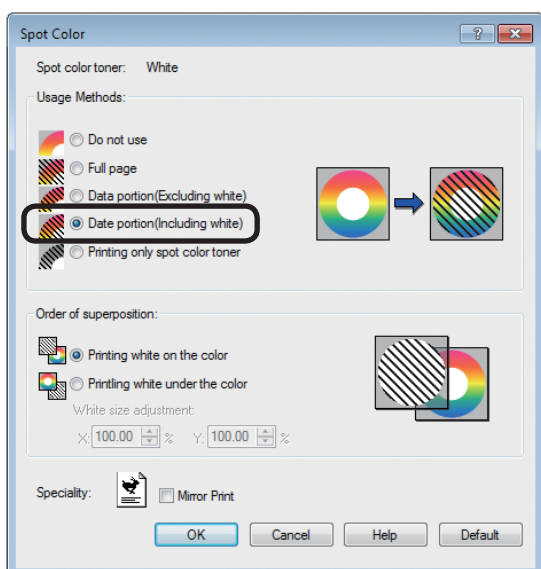 Spot Color
Spot color toner: White
Usage Methods:
Do not use
Full page
Data portion(Excluding white)
Date portion(Including white)
Printing only spot color toner
Order of superposition:
Printing white on the color
Printling white under the color
White size adjustment:
X: 100.00 % Y: 100.00 %
Speciality: Mirror Print
OK Cancel Help Default